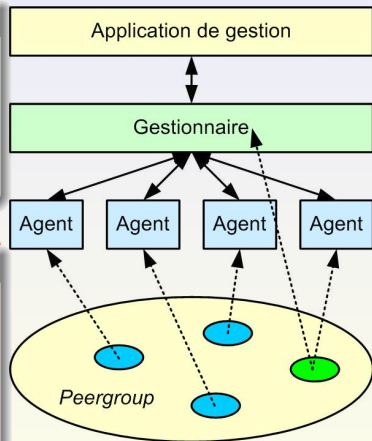 Application de gestion
Gestionnaire
Agent Agent Agent Agent
Peergroup